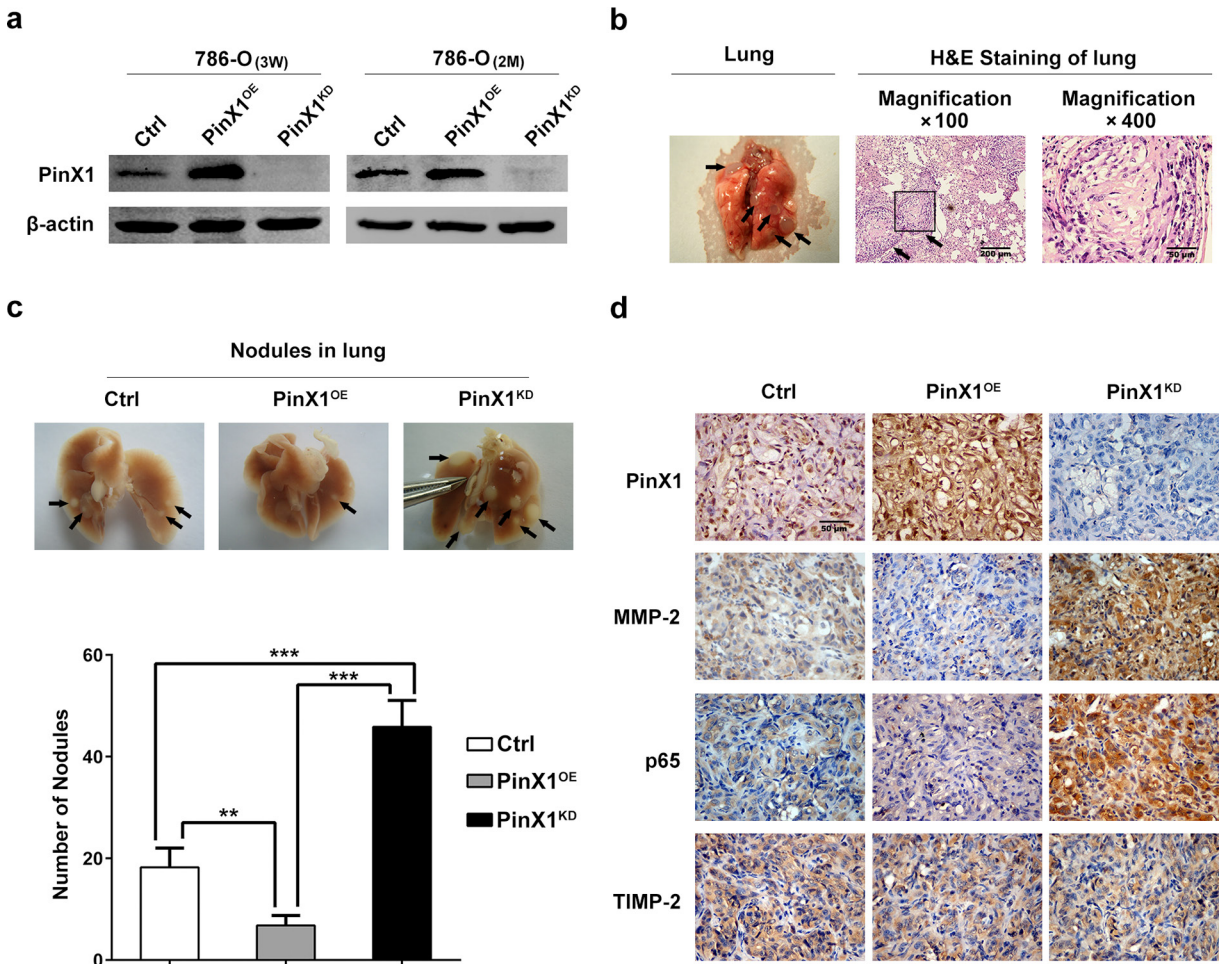 a
786-O (3W)
786-O (2M)
Ctrl
PinX1OE
PinX1KD
Ctrl
PinX1OE
PinX1KD
PinX1
β-actin
b
Lung
H&E Staining of lung
Magnification
×100
Magnification
× 400
200 μm
50 μm
c
Nodules in lung
Ctrl
PinX1OE
PinX1KD
Number of Nodules
60
40
20
0
***
***
**
Ctrl
PinX1OE
PinX1KD
d
Ctrl
PinX1OE
PinX1KD
PinX1
50 μm
MMP-2
p65
TIMP-2